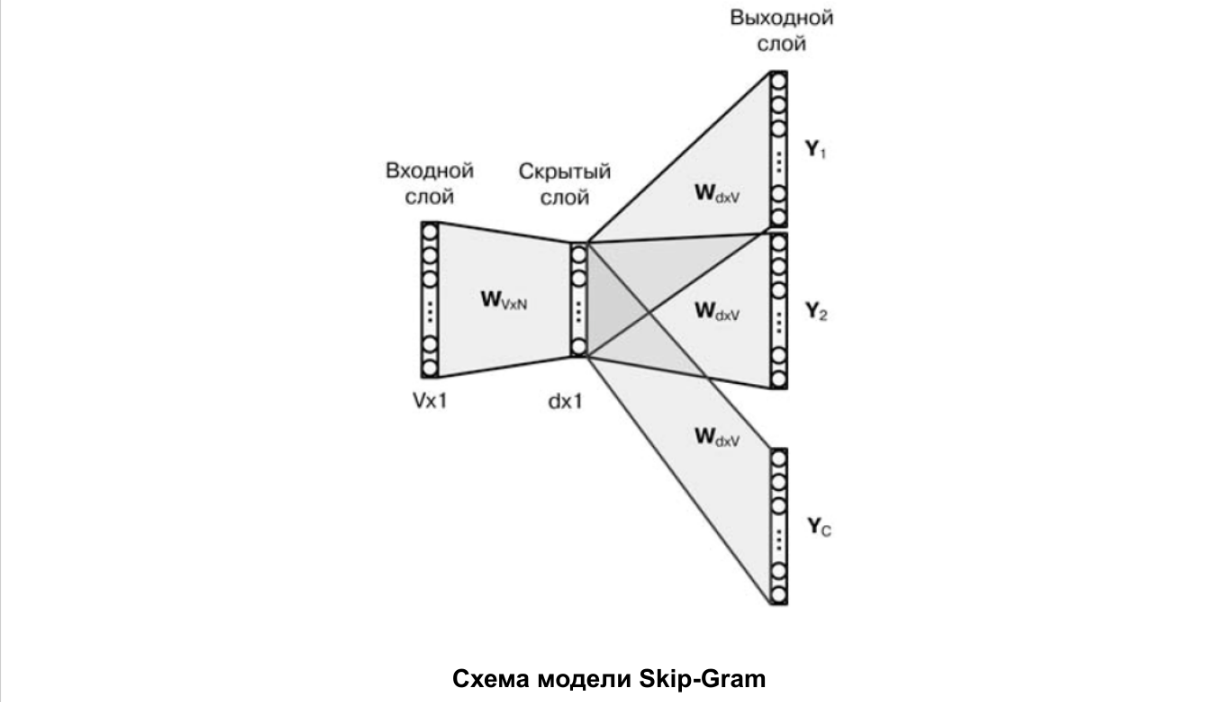 Выходной
слой
Y1
Входной
слой
Скрытый
слой
WdxV
WVxN
WdxV
Y2
Vx1
dx1
WdxV
YC
Схема модели Skip-Gram